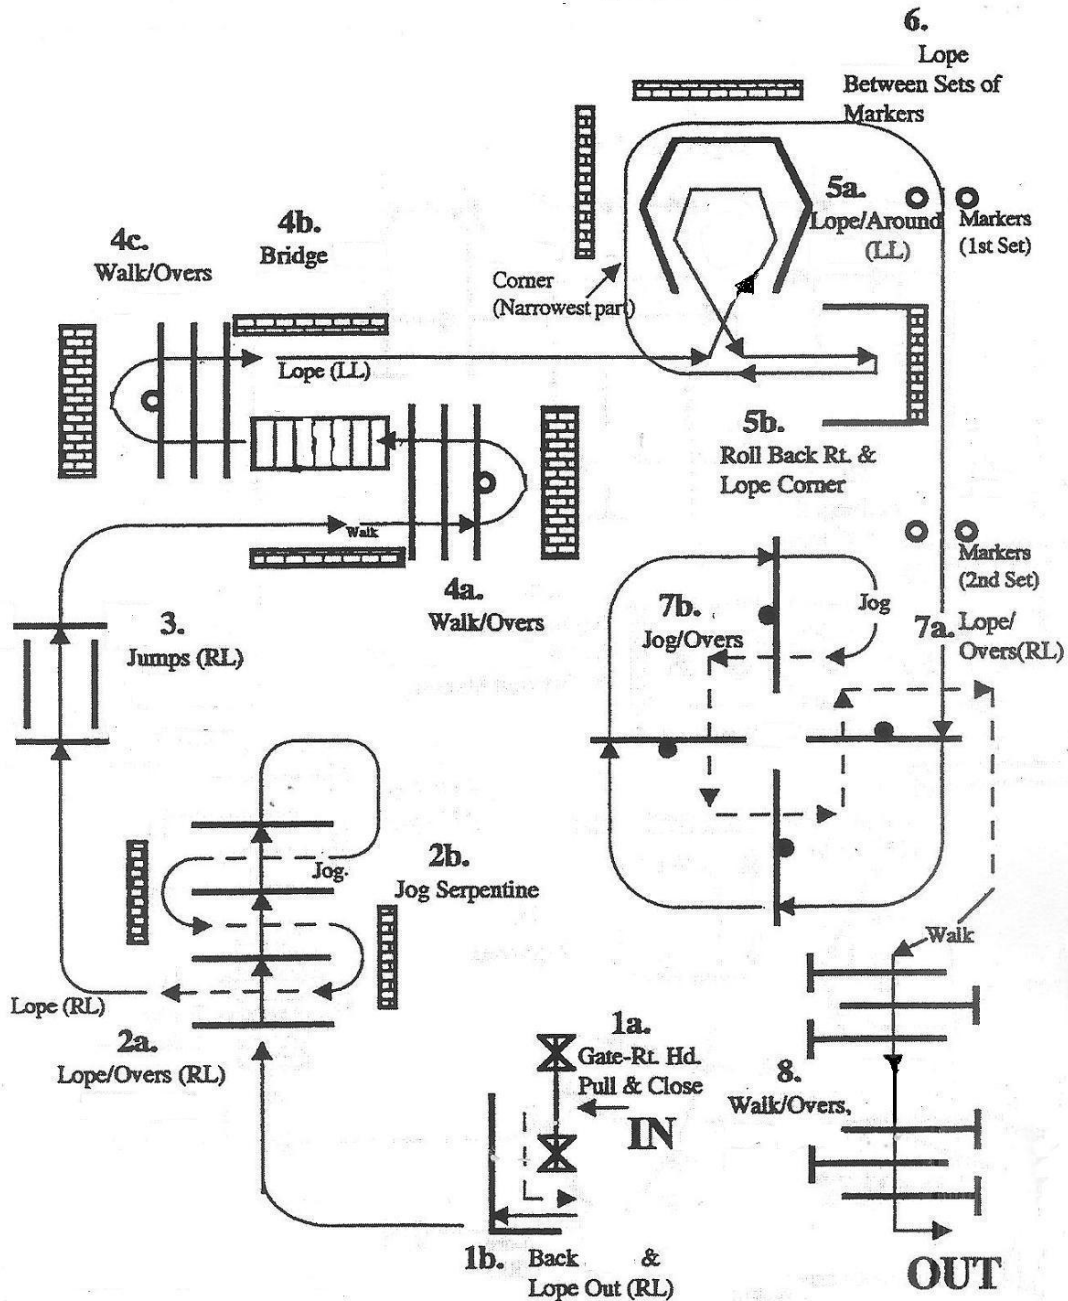 6.
Lope
Between Sets of
Markers
5a.
Lope/Around
(LL)
Markers
(1st Set)
4c.
Walk/Overs
4b.
Bridge
Corner
(Narrowest part)
Lope (LL)
5b.
Roll Back Rt. &
Lope Corner
Walk
4a.
Walk/Overs
Markers
(2nd Set)
3.
Jumps (RL)
7b.
Jog/Overs
Jog
7a. Lope/
Overs(RL)
Jog.
2b.
Jog Serpentine
Walk
Lope (RL)
2a.
Lope/Overs (RL)
1a.
Gate-Rt. Hd.
Pull & Close
IN
8.
Walk/Overs,
1b. Back &
Lope Out (RL)
OUT